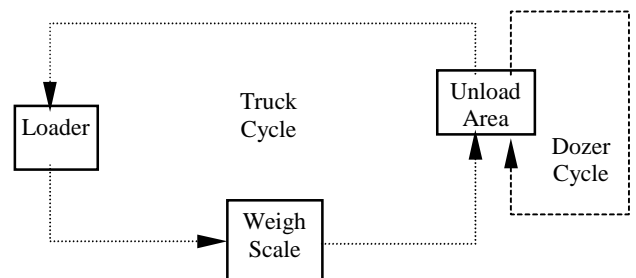 Loader
Truck
Cycle
Unload
Area
Dozer
Cycle
Weigh
Scale